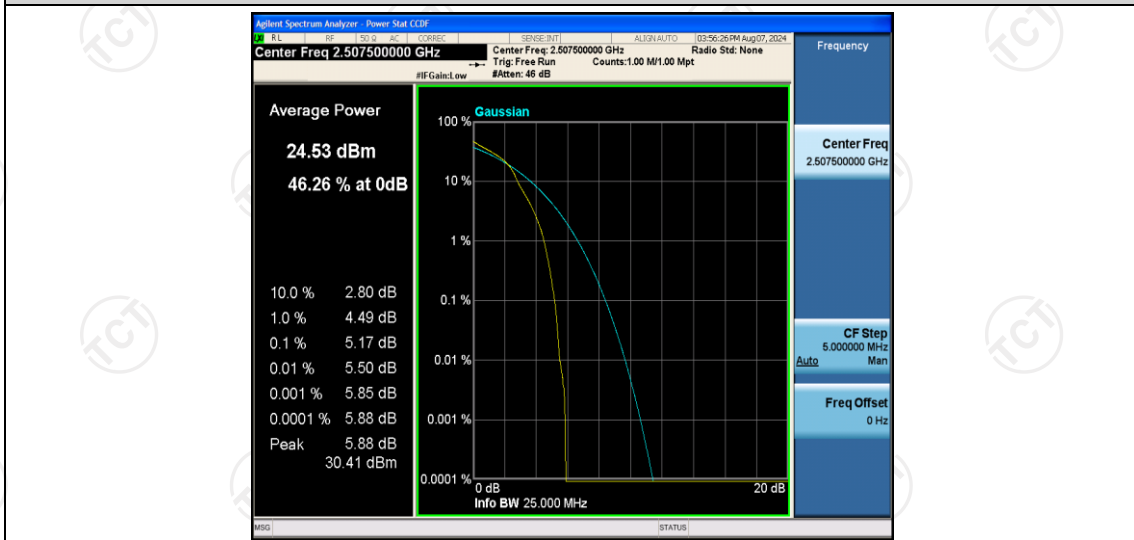 Agilent Spectrum Analyzer - Power Stat CCDF
RL RF 50 Ω AC CORREC SENSE:INT ALIGN AUTO 03:56:26 PM Aug 07, 2024
Center Freq 2.507500000 GHz
Center Freq: 2.507500000 GHz Radio Std: None
Trig: Free Run Counts:1.00 M/1.00 Mpt
#IFGain:Low #Atten: 46 dB
Frequency
Average Power
24.53 dBm
46.26 % at 0dB
10.0 % 2.80 dB
1.0 % 4.49 dB
0.1 % 5.17 dB
0.01 % 5.50 dB
0.001 % 5.85 dB
0.0001 % 5.88 dB
Peak 5.88 dB
30.41 dBm
Gaussian
100 %
10 %
1 %
0.1 %
0.01 %
0.001 %
0.0001 %
0 dB 20 dB
Info BW 25.000 MHz
Center Freq
2.507500000 GHz
CF Step
5.000000 MHz
Auto Man
Freq Offset
0 Hz
MSG STATUS
TCT
TCT
TCT
TCT